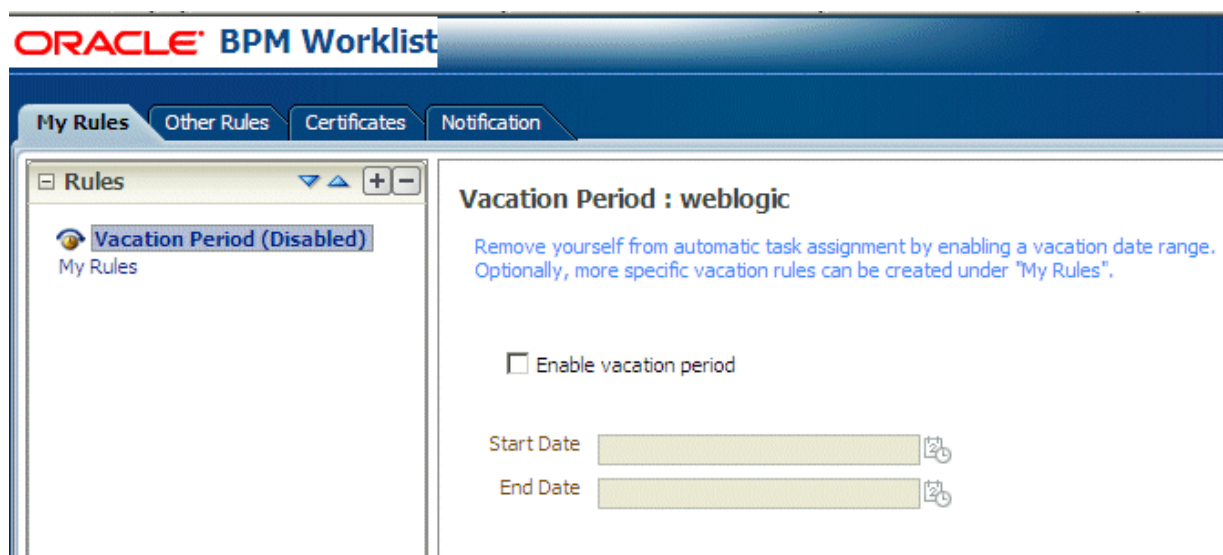 ORACLE BPM Worklist
My Rules Other Rules Certificates Notification
Rules
Vacation Period (Disabled)
My Rules
Vacation Period : weblogic
Remove yourself from automatic task assignment by enabling a vacation date range.
Optionally, more specific vacation rules can be created under "My Rules".
Enable vacation period
Start Date
End Date